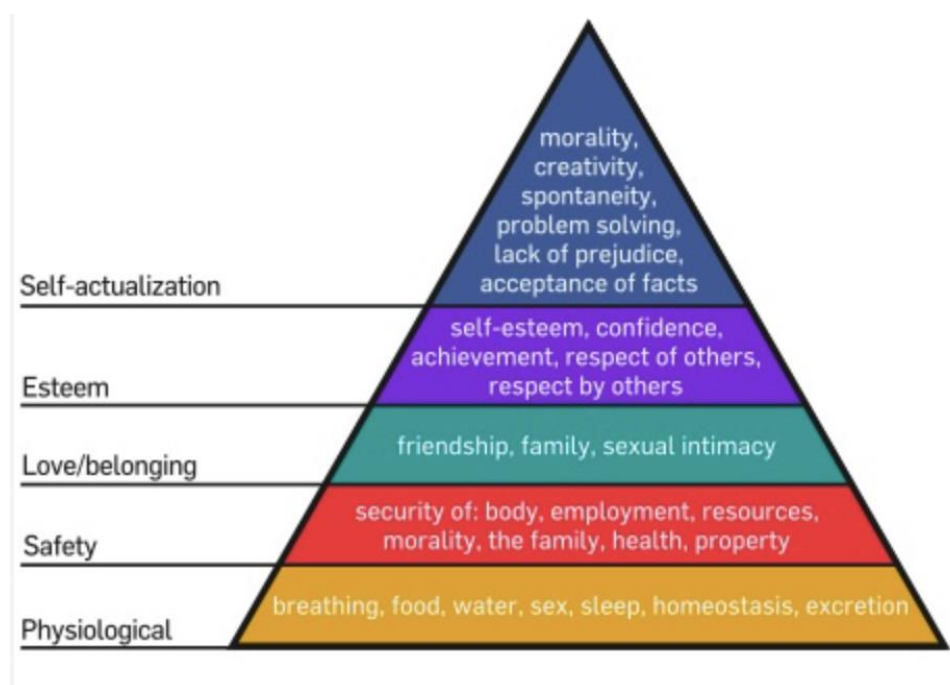 morality,
creativity,
spontaneity,
problem solving,
lack of prejudice,
acceptance of facts
Self-actualization
self-esteem, confidence,
achievement, respect of others,
respect by others
Esteem
friendship, family, sexual intimacy
Love/belonging
security of: body, employment, resources,
morality, the family, health, property
Safety
breathing, food, water, sex, sleep, homeostasis, excretion
Physiological